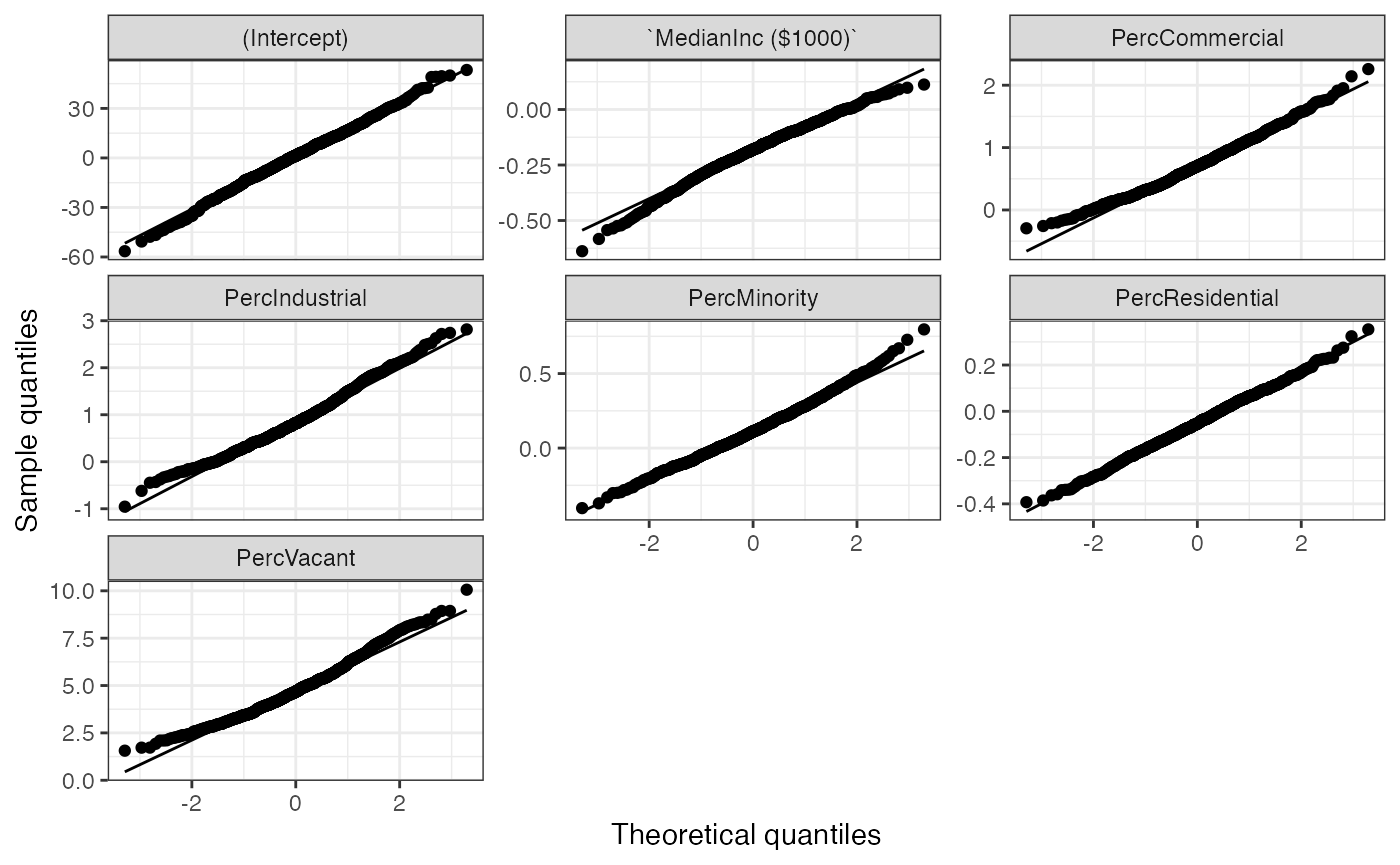 (Intercept)
`MedianInc ($1000)`
PercCommercial
30
0
-30
-60
0.00
-0.25
-0.50
2
1
0
PercIndustrial
PercMinority
PercResidential
3
2
1
0
-1
0.5
0.0
-2 0 2
0.2
0.0
-0.2
-0.4
-2 0 2
PercVacant
10.0
7.5
5.0
2.5
0.0
-2 0 2
Sample quantiles
Theoretical quantiles